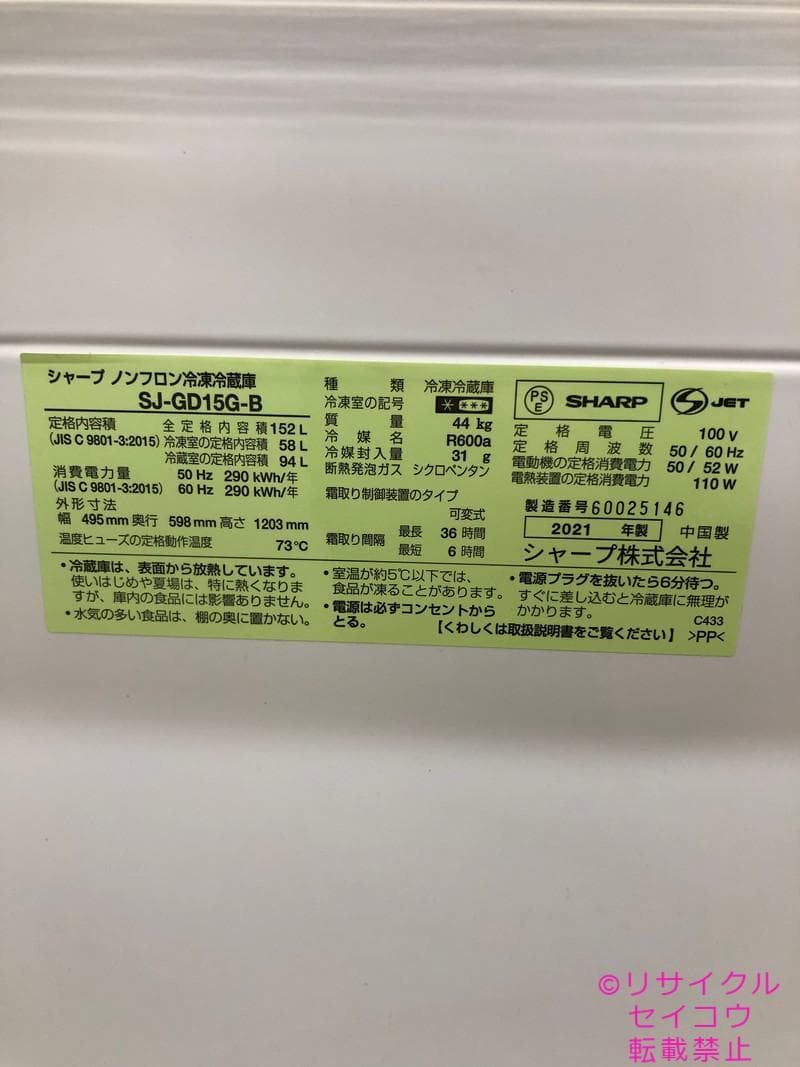 シャープ ノンフロン冷凍冷蔵庫
SJ-GD15G-B
定格内容積 全定格内容積 152 L
(JIS C 9801-3:2015) 冷凍室の定格内容積 58 L
冷蔵室の定格内容積 94 L
消費電力量 50 Hz 290 kWh/年
(JIS C 9801-3:2015) 60 Hz 290 kWh/年
外形寸法
幅 495 mm 奥行 598 mm 高さ 1203 mm
温度ヒューズの定格動作温度 73℃
種類 冷凍冷蔵庫
冷凍室の記号 * ***
質量 44 kg
冷媒名 R600a
冷媒封入量 31 g
断熱発泡ガス シクロペンタン
霜取り制御装置のタイプ
可変式
霜取り間隔 最長 36 時間
最短 6 時間
PSE SHARP JET
定格電圧 100 V
定格周波数 50 / 60 Hz
電動機の定格消費電力 50 / 52 W
電熱装置の定格消費電力 110 W
製造番号 60025146
2021 年製 中国製
シャープ株式会社
・冷蔵庫は、表面から放熱しています。
使いはじめや夏場は、特に熱くなりま
すが、庫内の食品には影響ありません。
・水気の多い食品は、棚の奥に置かない。
・室温が約5℃以下では、
食品が凍ることがあります。
・電源は必ずコンセントから
とる。
・電源プラグを抜いたら6分待つ。
すぐに差し込むと冷蔵庫に無理が
かかります。
C433
【くわしくは取扱説明書をご覧ください】 >PP<
©リサイクル
セイコウ
転載禁止